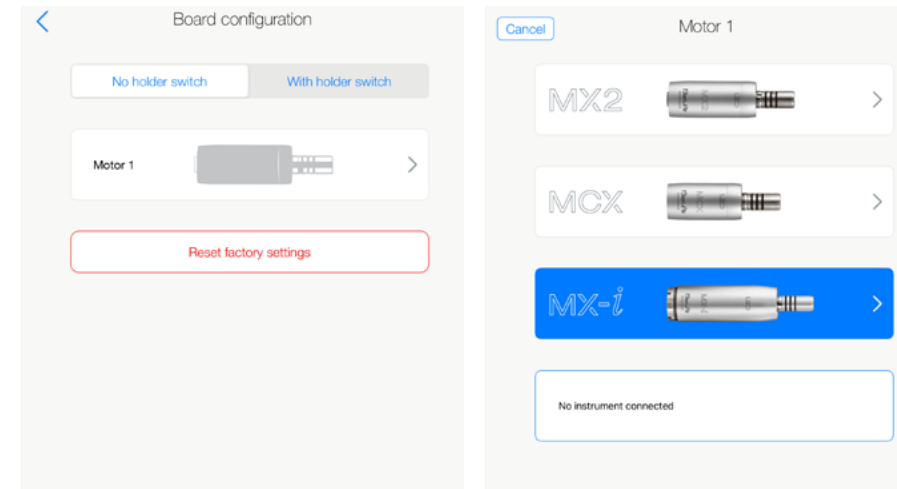 Board configuration
No holder switch
With holder switch
Motor 1
Reset factory settings
Cancel
Motor 1
MX2
MCX
MX-i
No instrument connected